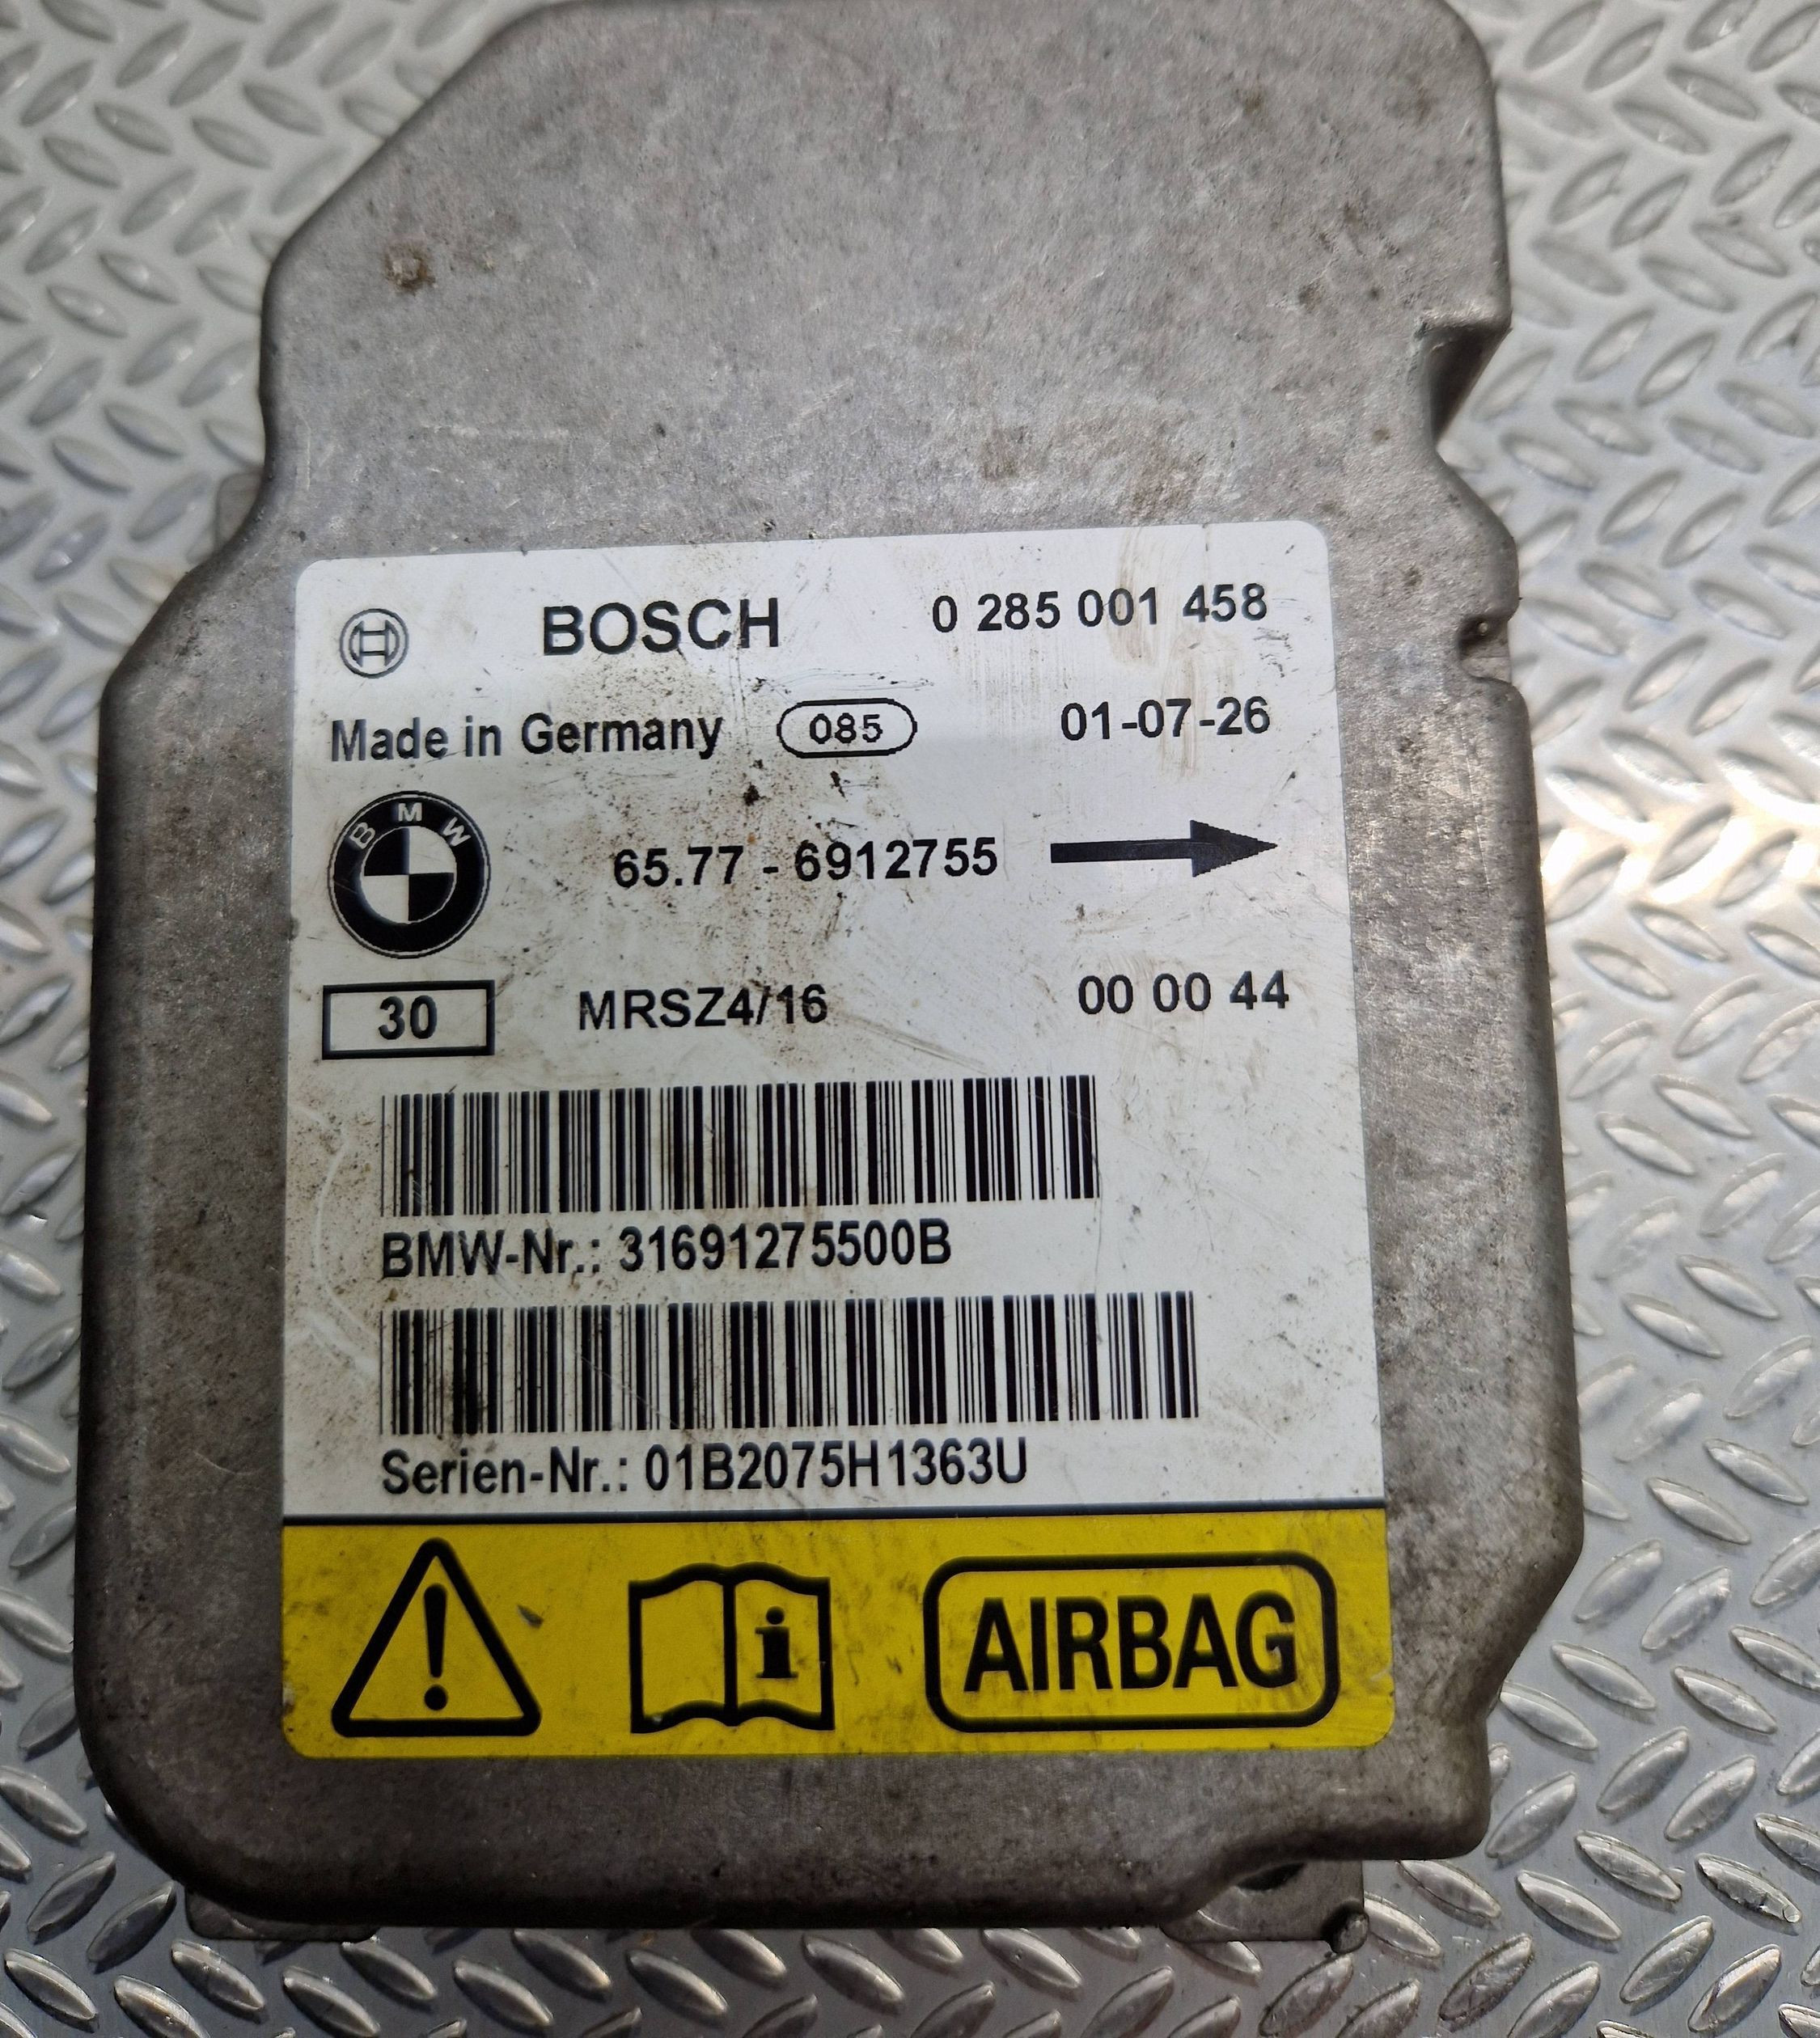 BOSCH 0 285 001 458
Made in Germany 085 01-07-26
BMW 65.77 - 6912755
30 MRSZ4/16 00 00 44
BMW-Nr.: 31691275500B
Serien-Nr.: 01B2075H1363U
! i AIRBAG